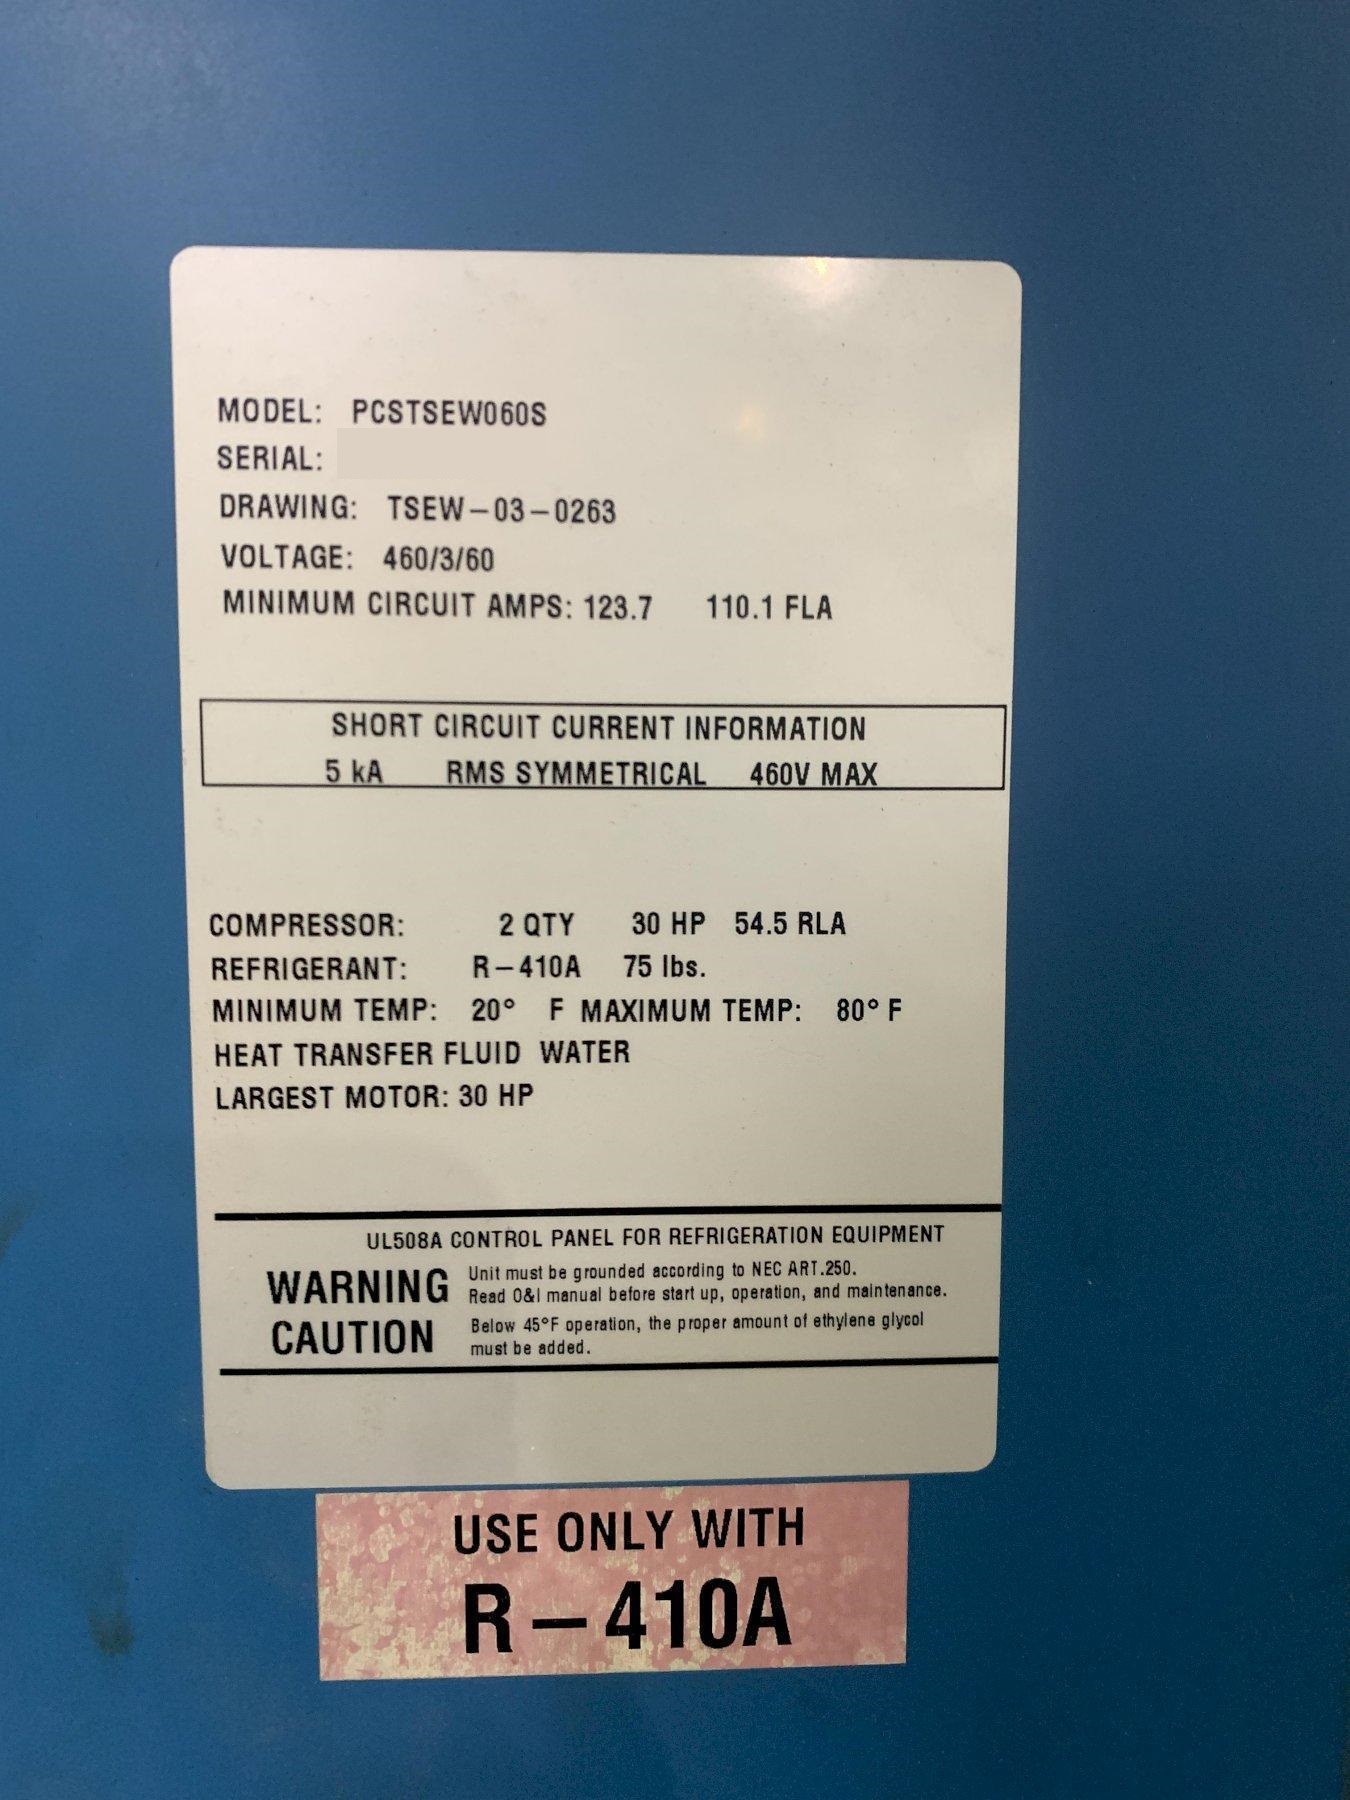 MODEL: PCSTSEW060S
SERIAL:
DRAWING: TSEW-03-0263
VOLTAGE: 460/3/60
MINIMUM CIRCUIT AMPS: 123.7 110.1 FLA
SHORT CIRCUIT CURRENT INFORMATION
5 kA RMS SYMMETRICAL 460V MAX
COMPRESSOR: 2 QTY 30 HP 54.5 RLA
REFRIGERANT: R-410A 75 lbs.
MINIMUM TEMP: 20° F MAXIMUM TEMP: 80° F
HEAT TRANSFER FLUID WATER
LARGEST MOTOR: 30 HP
UL508A CONTROL PANEL FOR REFRIGERATION EQUIPMENT
WARNING Unit must be grounded according to NEC ART.250.
Read O&I manual before start up, operation, and maintenance.
CAUTION Below 45°F operation, the proper amount of ethylene glycol
must be added.
USE ONLY WITH
R-410A